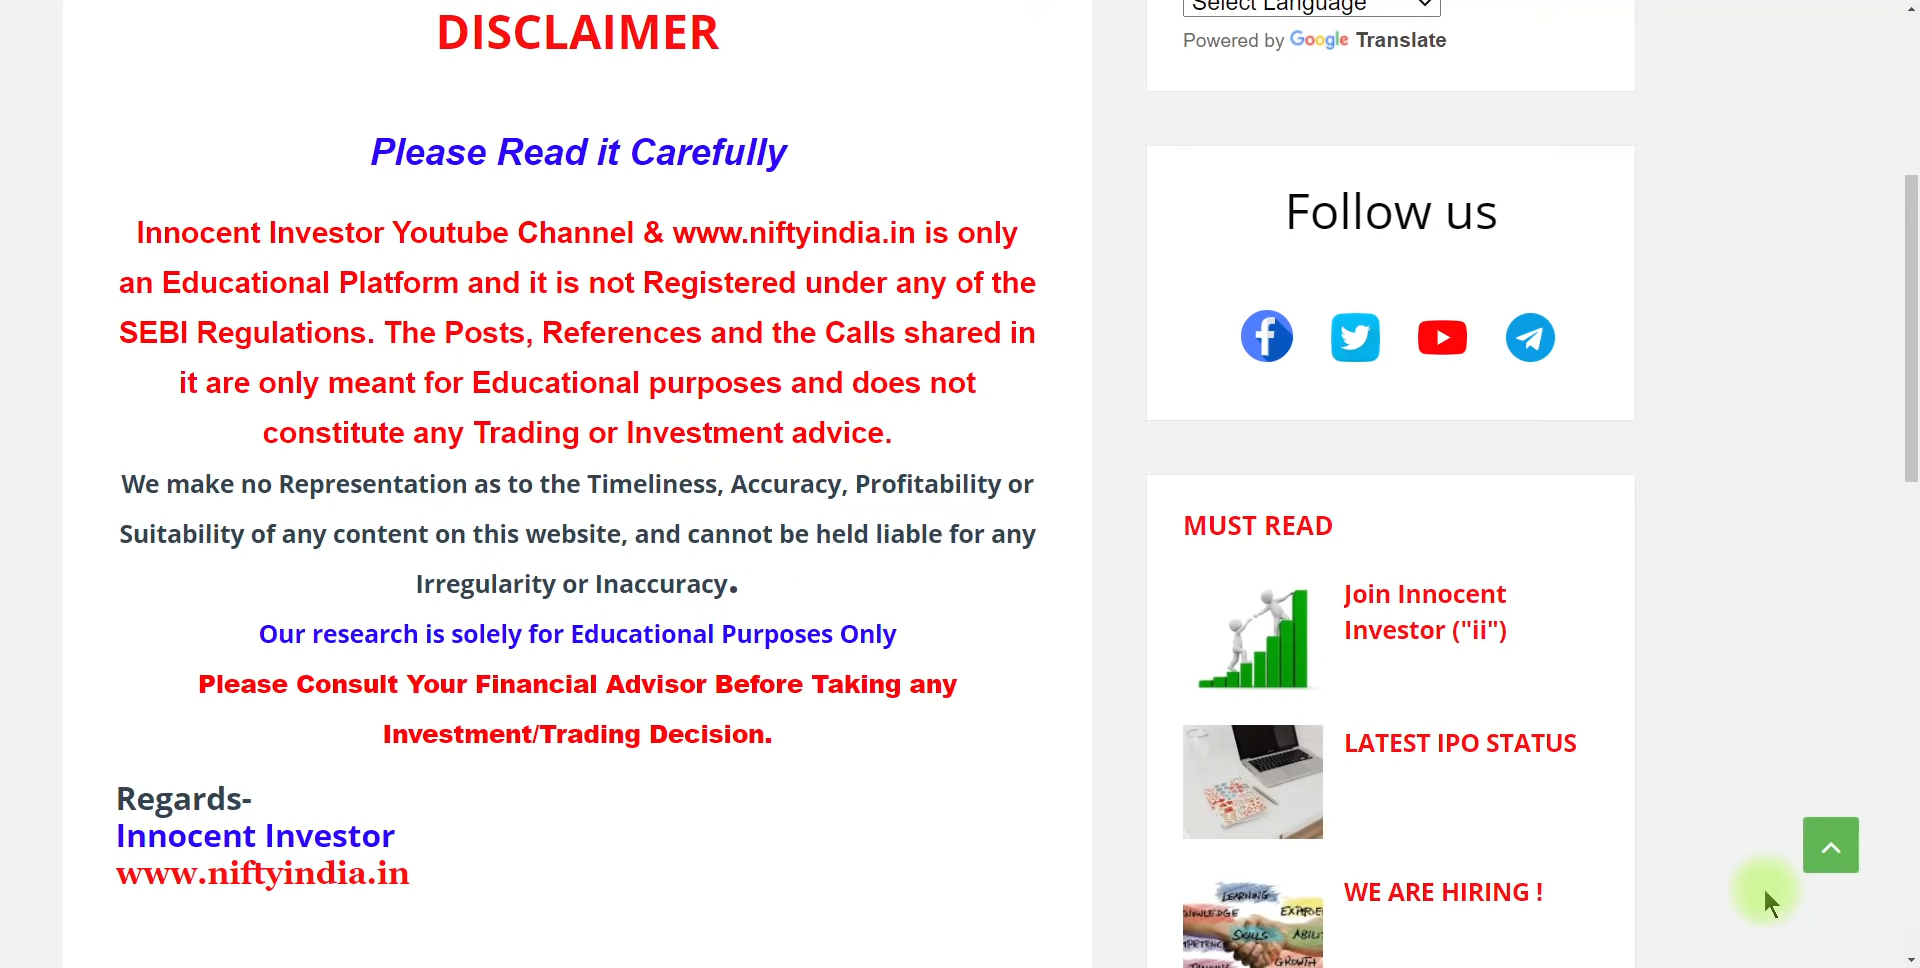 DISCLAIMER
Please Read it Carefully
Innocent Investor Youtube Channel & www.niftyindia.in is only
an Educational Platform and it is not Registered under any of the
SEBI Regulations. The Posts, References and the Calls shared in
it are only meant for Educational purposes and does not
constitute any Trading or Investment advice.
We make no Representation as to the Timeliness, Accuracy, Profitability or
Suitability of any content on this website, and cannot be held liable for any
Irregularity or Inaccuracy.
Our research is solely for Educational Purposes Only
Please Consult Your Financial Advisor Before Taking any
Investment/Trading Decision.
Regards-
Innocent Investor
www.niftyindia.in
Select Language
Powered by Google Translate
Follow us
MUST READ
Join Innocent
Investor ("ii")
LATEST IPO STATUS
WE ARE HIRING !
LEARNING
SKILLS
GROWTH